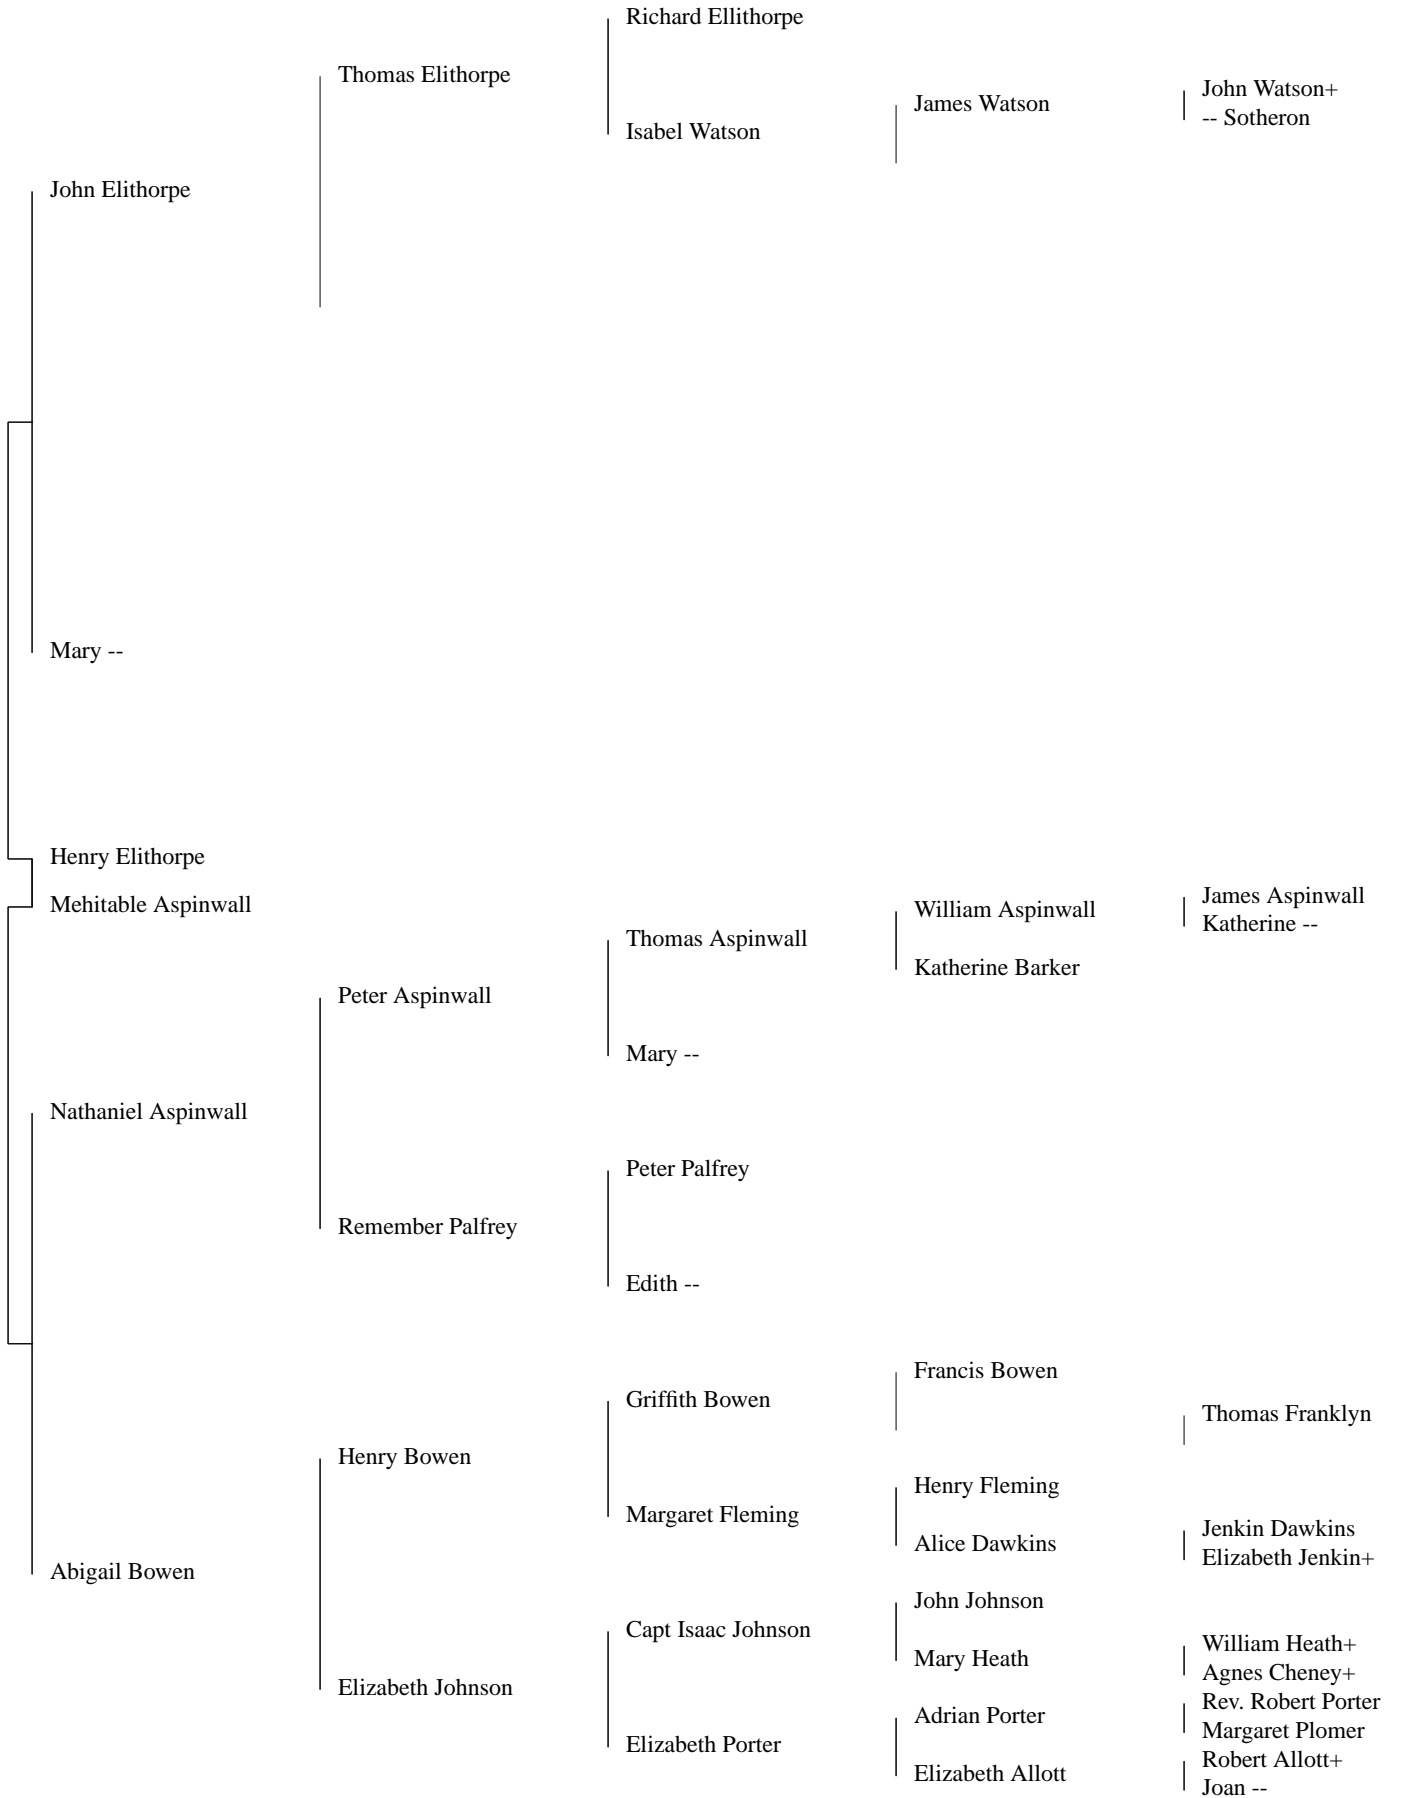 Richard Ellithorpe
Thomas Elithorpe
John Watson+
James Watson
-- Sotheron
Isabel Watson
John Elithorpe
Mary --
Henry Elithorpe
Mehitable Aspinwall
James Aspinwall
William Aspinwall
Katherine --
Thomas Aspinwall
Katherine Barker
Peter Aspinwall
Mary --
Nathaniel Aspinwall
Peter Palfrey
Remember Palfrey
Edith --
Francis Bowen
Griffith Bowen
Thomas Franklyn
Henry Bowen
Henry Fleming
Margaret Fleming
Jenkin Dawkins
Alice Dawkins
Elizabeth Jenkin+
Abigail Bowen
John Johnson
Capt Isaac Johnson
William Heath+
Mary Heath
Agnes Cheney+
Elizabeth Johnson
Rev. Robert Porter
Adrian Porter
Margaret Plomer
Elizabeth Porter
Robert Allott+
Elizabeth Allott
Joan --